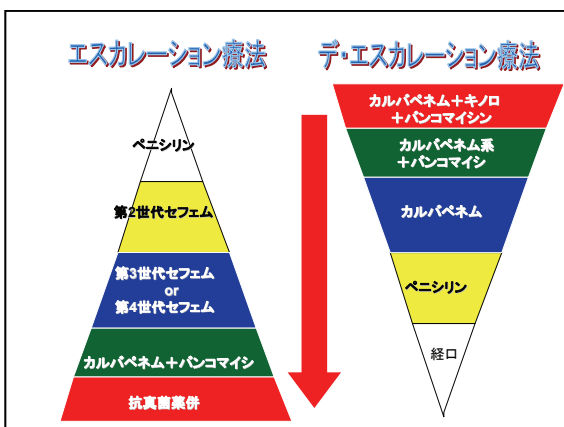 エスカレーション療法
ペニシリン
第2世代セフェム
第3世代セフェム
or
第4世代セフェム
カルバペネム＋バンコマイシ
抗真菌薬併
デ・エスカレーション療法
カルバペネム＋キノロ
＋バンコマイシン
カルバペネム系
＋バンコマイシ
カルバペネム
ペニシリン
経口